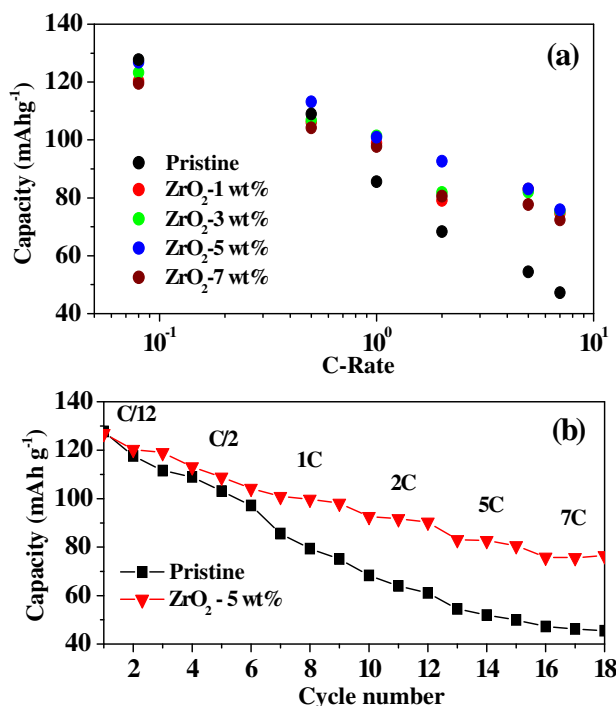 140
120
100
80
60
40
Capacity (mAhg-1)
(a)
Pristine
ZrO2-1 wt%
ZrO2-3 wt%
ZrO2-5 wt%
ZrO2-7 wt%
10-1 100 101
C-Rate
140
120
100
80
60
40
Capacity (mAh g-1)
(b)
C/12
C/2
1C
2C
5C
7C
Pristine
ZrO2 - 5 wt%
2 4 6 8 10 12 14 16 18
Cycle number